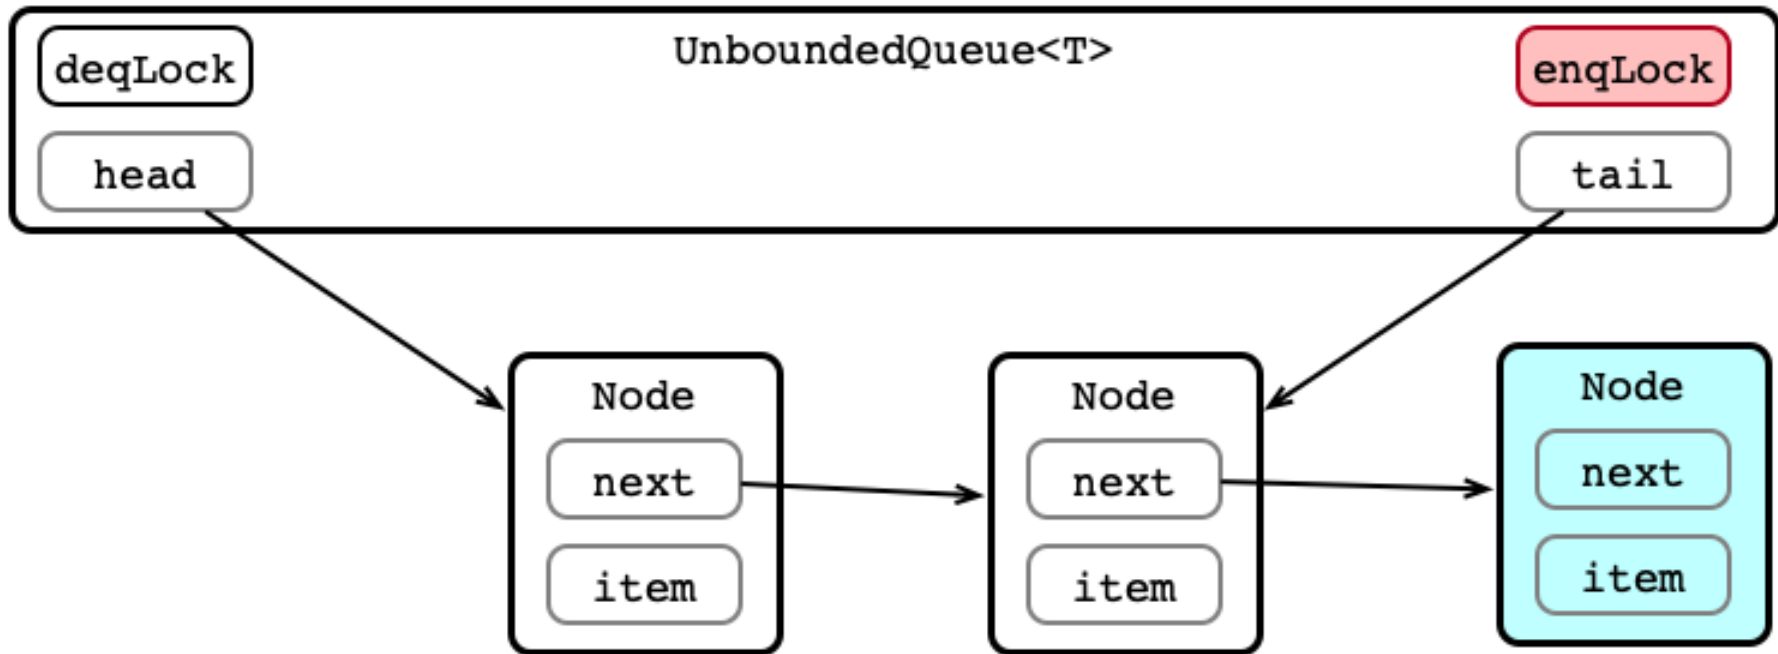 UnboundedQueue<T>
deqLock
enqLock
head
tail
Node
next
item
Node
next
item
Node
next
item